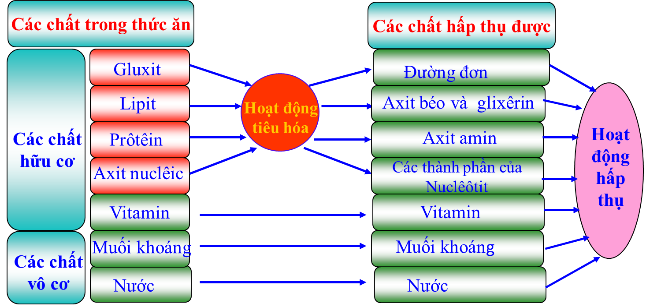 Các chất trong thức ăn
Các chất hấp thụ được
Các chất
hữu cơ
Các chất
vô cơ
Gluxit
Lipit
Prôtêin
Axit nuclêic
Vitamin
Muối khoáng
Nước
Hoạt động
tiêu hóa
Đường đơn
Axit béo và glixêrin
Axit amin
Các thành phần của
Nuclêôtit
Vitamin
Muối khoáng
Nước
Hoạt
động
hấp
thụ